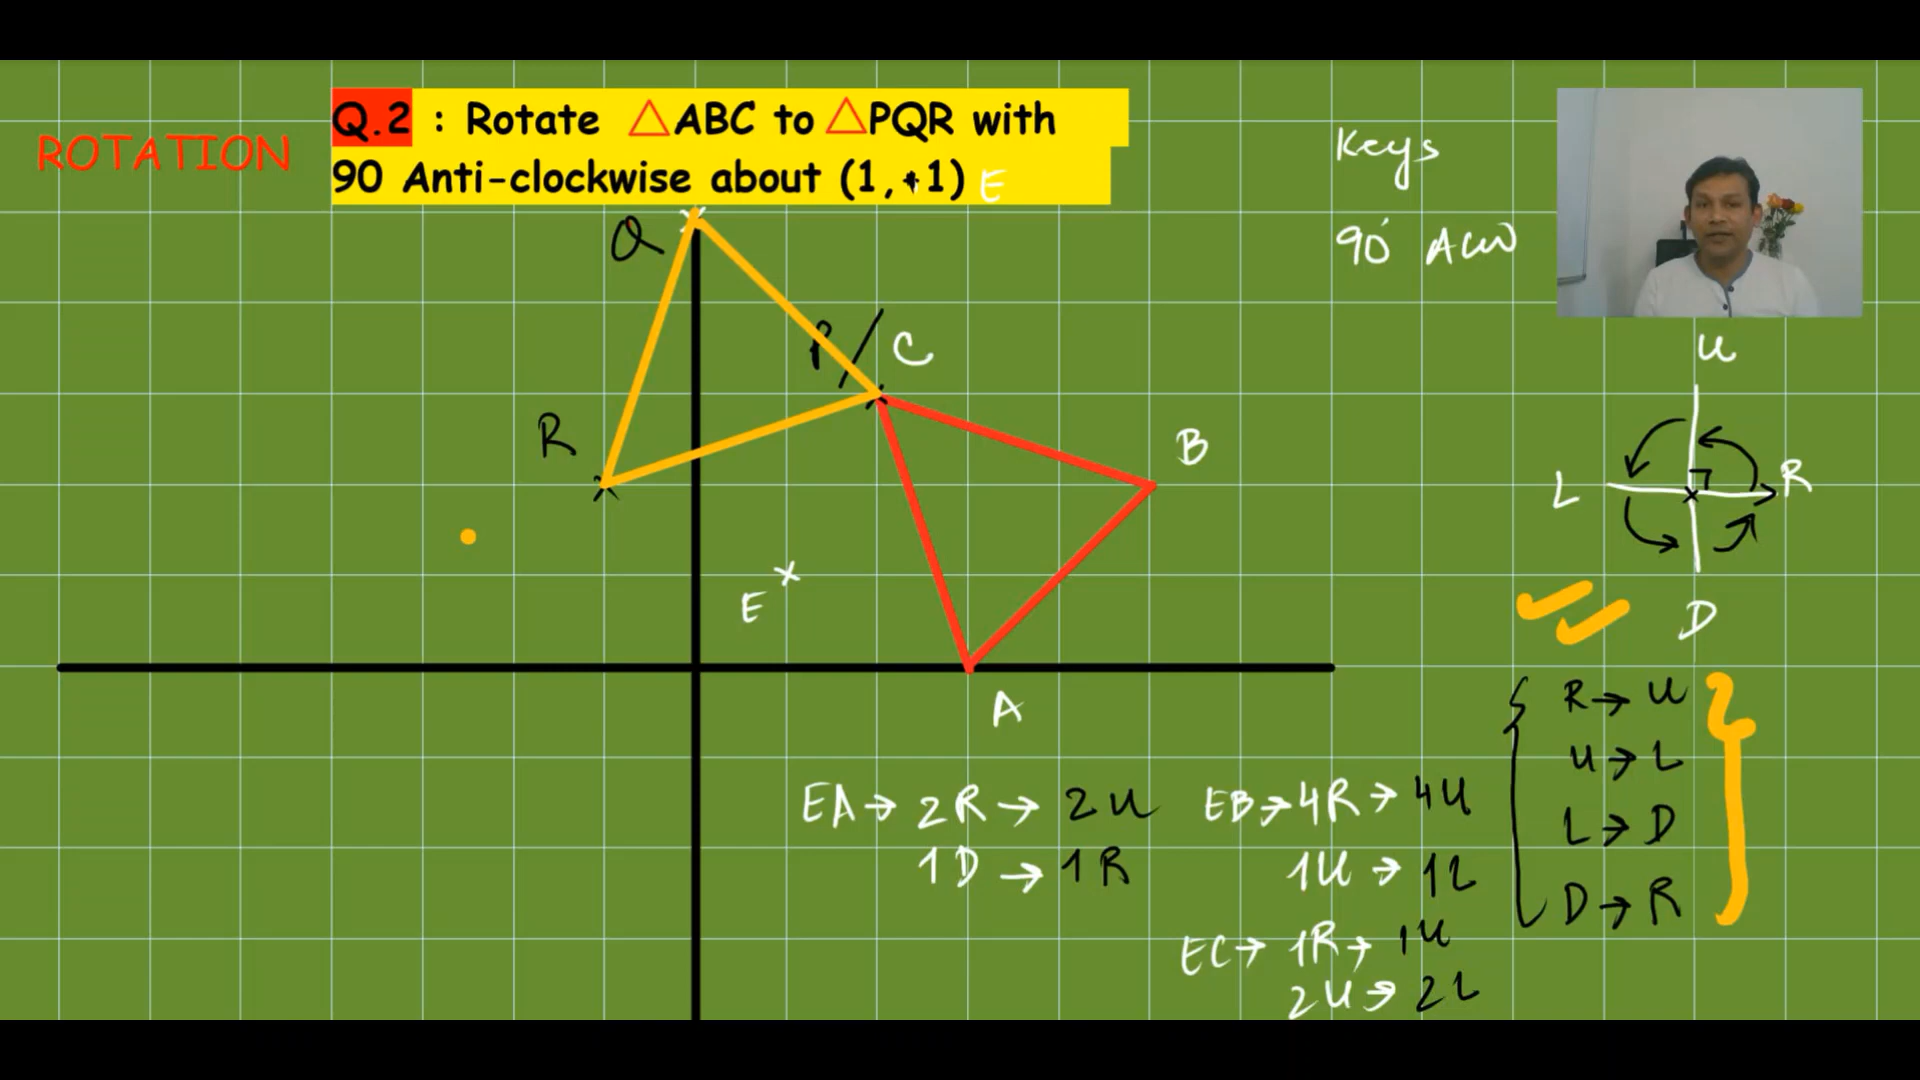 ROTATION
Q.2 : Rotate △ABC to △PQR with
90 Anti-clockwise about (1,+1) E
Keys
90° ACW
Q
P/C
R
B
E
A
U
L
R
D
R→U
U→L
L→D
D→R
EA→2R→2U
1D→1R
EB→4R→4U
1U→1L
EC→1R→1U
2U→2L